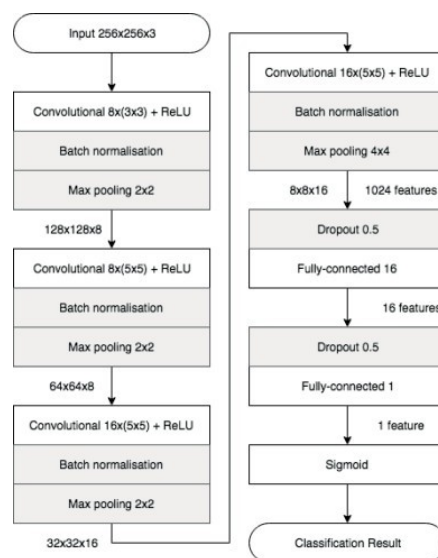 Input 256x256x3
Convolutional 8x(3x3) + ReLU
Batch normalisation
Max pooling 2x2
128x128x8
Convolutional 8x(5x5) + ReLU
Batch normalisation
Max pooling 2x2
64x64x8
Convolutional 16x(5x5) + ReLU
Batch normalisation
Max pooling 2x2
32x32x16
Convolutional 16x(5x5) + ReLU
Batch normalisation
Max pooling 4x4
8x8x16 1024 features
Dropout 0.5
Fully-connected 16
16 features
Dropout 0.5
Fully-connected 1
1 feature
Sigmoid
Classification Result